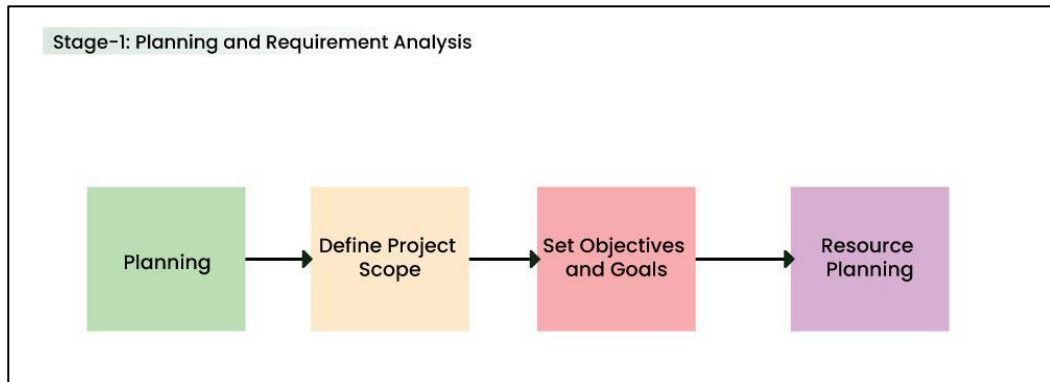 Stage-1: Planning and Requirement Analysis
Planning
Define Project
Scope
Set Objectives
and Goals
Resource
Planning